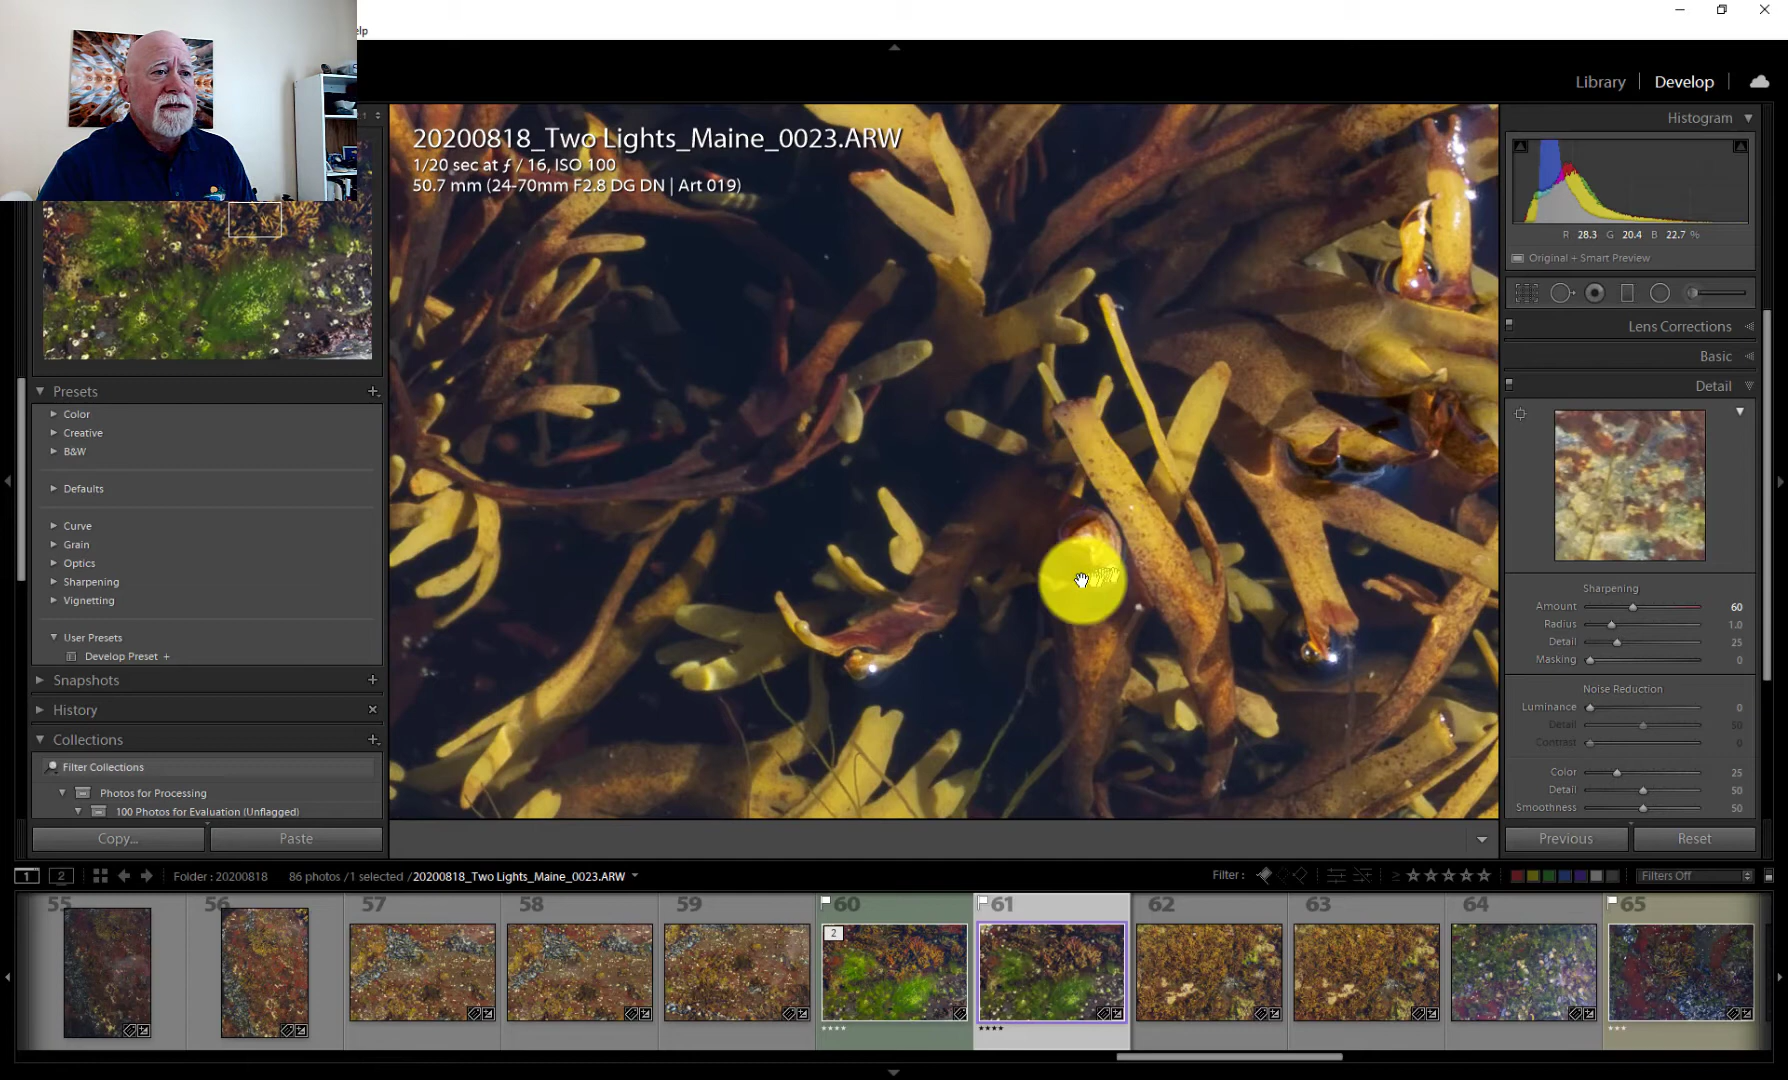 elp
Library
Develop
20200818_Two Lights_Maine_0023.ARW
1/20 sec at ƒ / 16, ISO 100
50.7 mm (24-70mm F2.8 DG DN | Art 019)
Histogram
R 28.3 G 20.4 B 22.7 %
Original + Smart Preview
Lens Corrections
Basic
Detail
Sharpening
Amount 60
Radius 1.0
Detail 25
Masking 0
Noise Reduction
Luminance 0
Detail 50
Contrast 0
Color 25
Detail 50
Smoothness 50
Previous
Reset
Presets
Color
Creative
B&W
Defaults
Curve
Grain
Optics
Sharpening
Vignetting
User Presets
Develop Preset +
Snapshots
History
Collections
Filter Collections
Photos for Processing
100 Photos for Evaluation (Unflagged)
Copy...
Paste
1 2 Folder : 20200818 86 photos /1 selected /20200818_Two Lights_Maine_0023.ARW
Filter : Filters Off
55 56 57 58 59 60 61 62 63 64 65
2